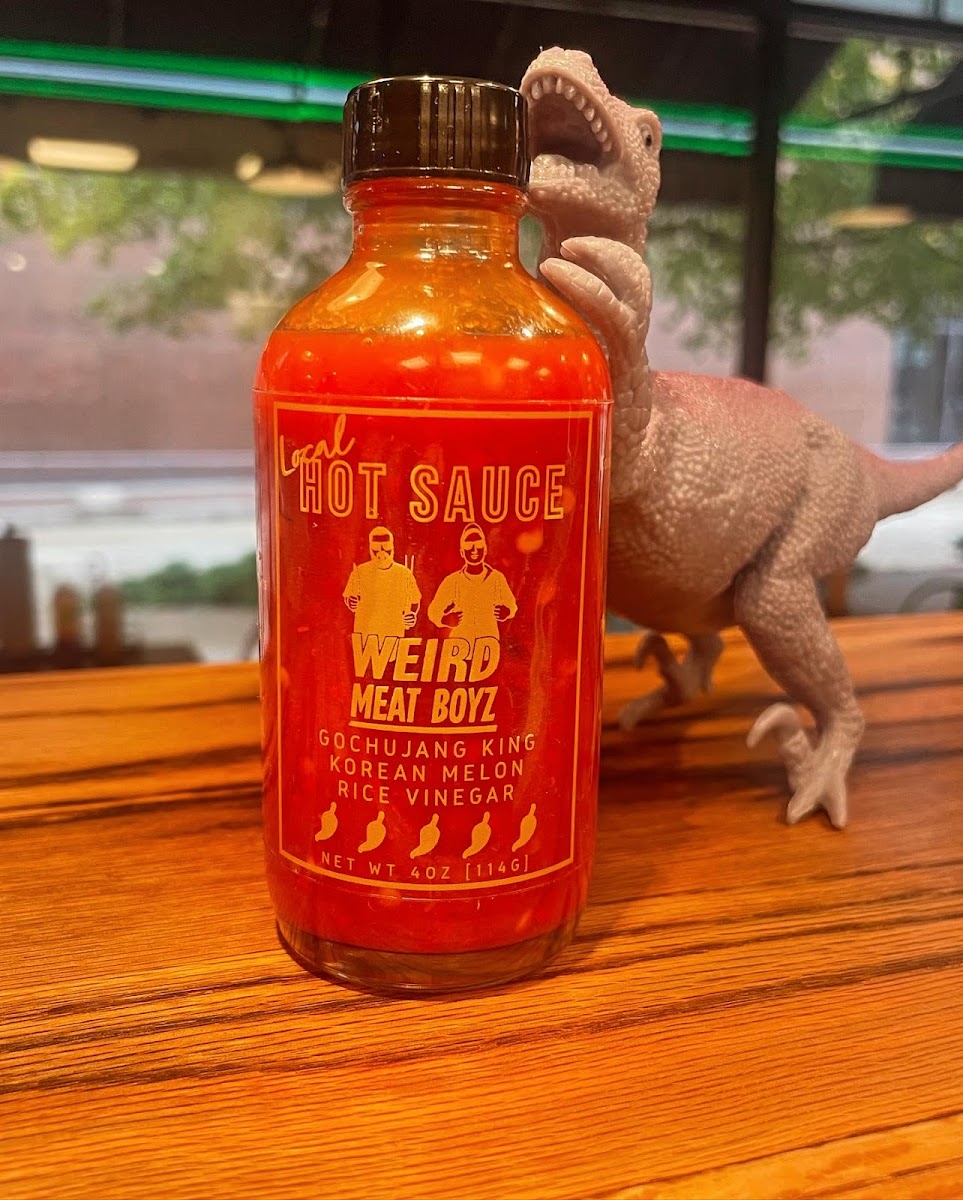 Local
HOT SAUCE
WEIRD
MEAT BOYZ
GOCHUJANG KING
KOREAN MELON
RICE VINEGAR
NET WT 4OZ [114G]